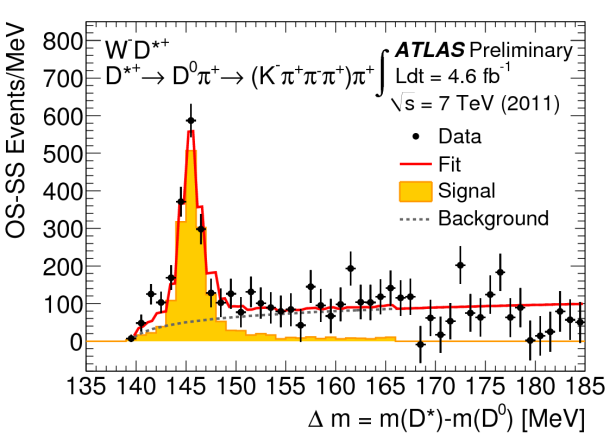 W⁻D*⁺
D*⁺→ D⁰π⁺→ (K⁻π⁺π⁻π⁺)π⁺
ATLAS Preliminary
∫Ldt = 4.6 fb⁻¹
√s = 7 TeV (2011)
Data
Fit
Signal
Background
OS-SS Events/MeV
800
700
600
500
400
300
200
100
0
135 140 145 150 155 160 165 170 175 180 185
Δ m = m(D*)-m(D⁰) [MeV]